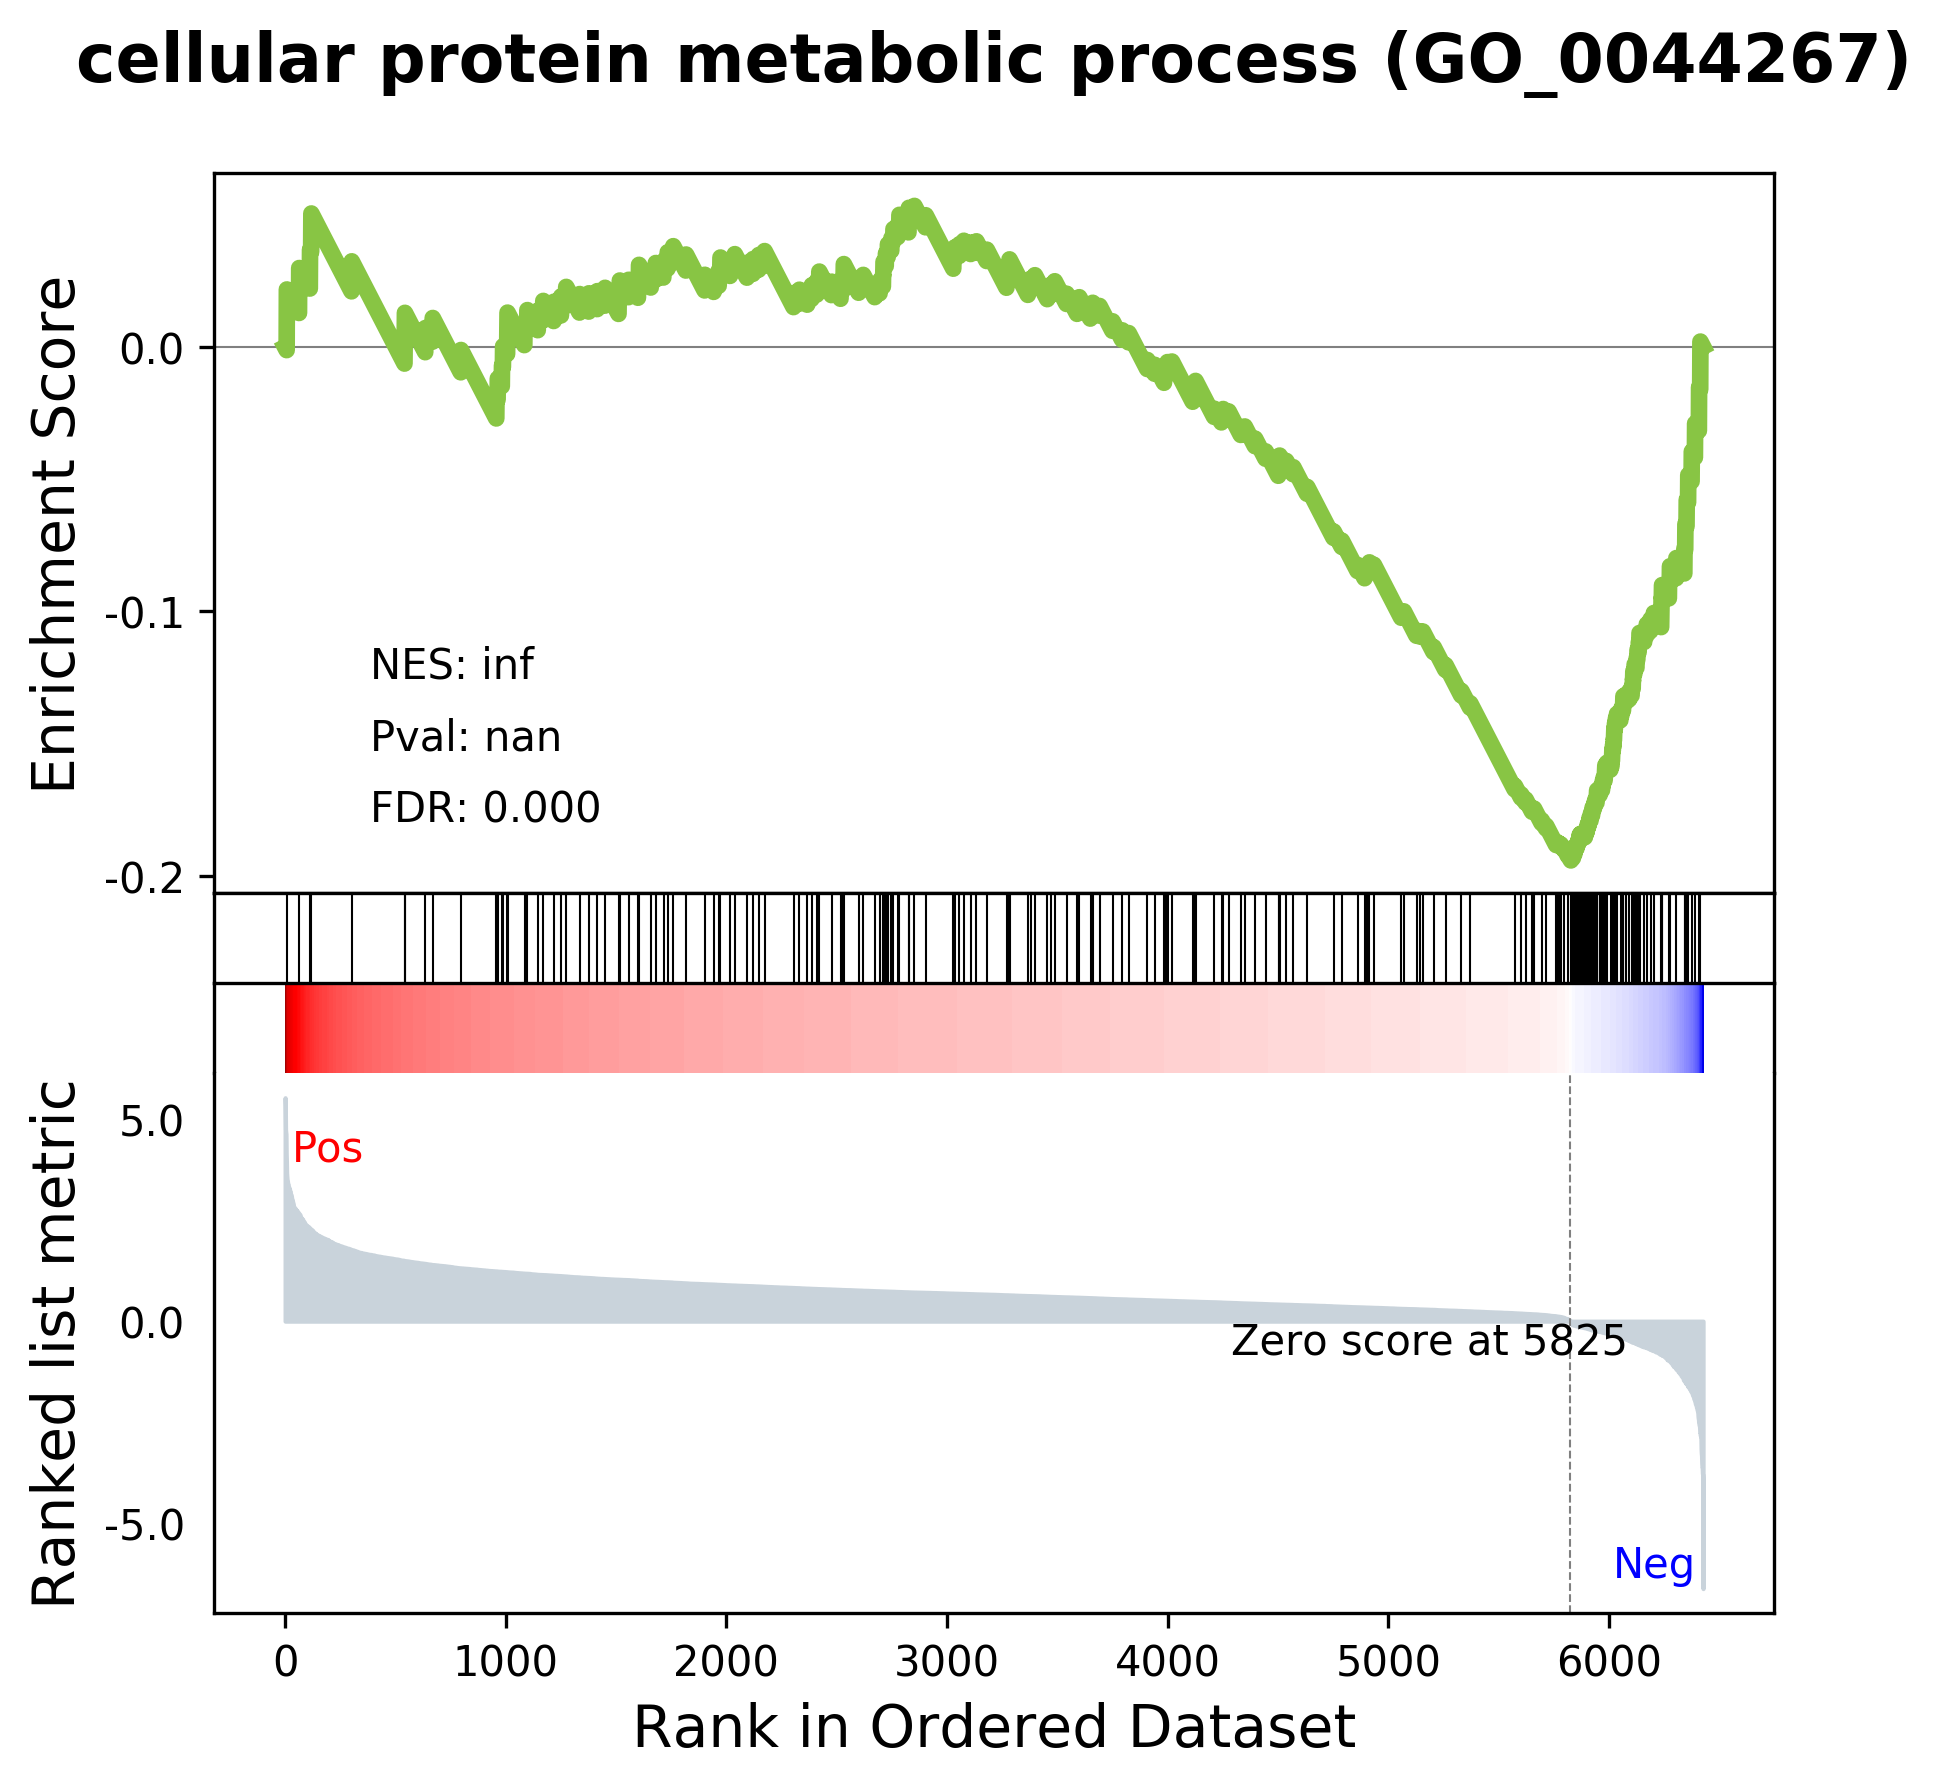 cellular protein metabolic process (GO_0044267)
Enrichment Score
0.0
-0.1
-0.2
NES: inf
Pval: nan
FDR: 0.000
Ranked list metric
5.0
0.0
-5.0
Pos
Zero score at 5825
Neg
0 1000 2000 3000 4000 5000 6000
Rank in Ordered Dataset